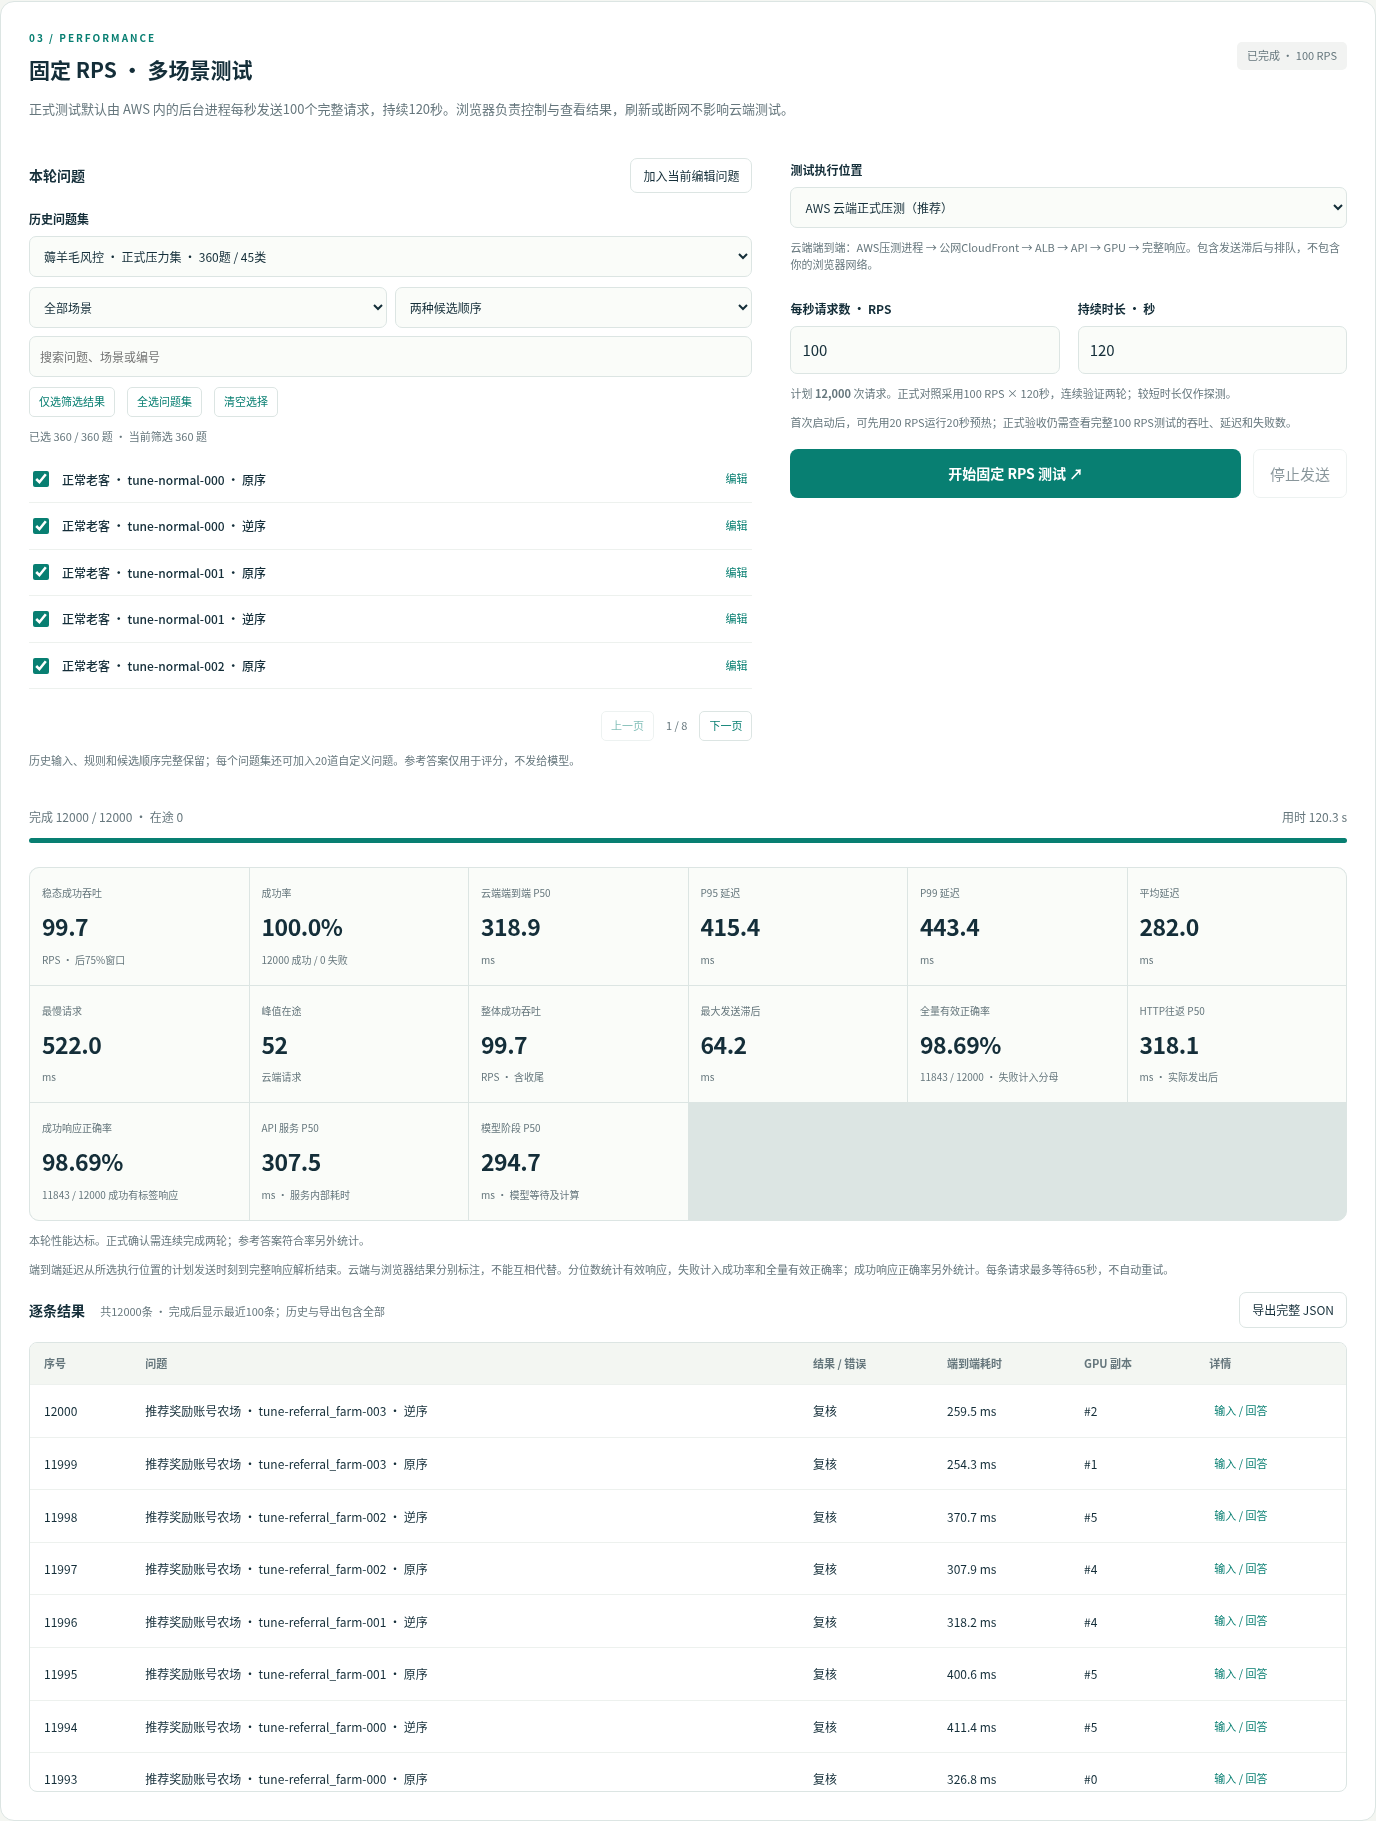 03 / PERFORMANCE
固定 RPS · 多场景测试
已完成 · 100 RPS
正式测试默认由 AWS 内的后台进程每秒发送100个完整请求，持续120秒。浏览器负责控制与查看结果，刷新或断网不影响云端测试。
本轮问题
加入当前编辑问题
历史问题集
薅羊毛风控 · 正式压力集 · 360题 / 45类
全部场景
两种候选顺序
搜索问题、场景或编号
仅选筛选结果
全选问题集
清空选择
已选 360 / 360 题 · 当前筛选 360 题
正常老客 · tune-normal-000 · 原序
编辑
正常老客 · tune-normal-000 · 逆序
编辑
正常老客 · tune-normal-001 · 原序
编辑
正常老客 · tune-normal-001 · 逆序
编辑
正常老客 · tune-normal-002 · 原序
编辑
上一页
1 / 8
下一页
历史输入、规则和候选顺序完整保留；每个问题集还可加入20道自定义问题。参考答案仅用于评分，不发给模型。
测试执行位置
AWS 云端正式压测（推荐）
云端端到端：AWS压测进程 → 公网CloudFront → ALB → API → GPU → 完整响应。包含发送滞后与排队，不包含
你的浏览器网络。
每秒请求数 · RPS
持续时长 · 秒
100
120
计划 12,000 次请求。正式对照采用100 RPS × 120秒，连续验证两轮；较短时长仅作探测。
首次启动后，可先用20 RPS运行20秒预热；正式验收仍需查看完整100 RPS测试的吞吐、延迟和失败数。
开始固定 RPS 测试 ↗
停止发送
完成 12000 / 12000 · 在途 0
用时 120.3 s
稳态成功吞吐
99.7
RPS · 后75%窗口
成功率
100.0%
12000 成功 / 0 失败
云端端到端 P50
318.9
ms
P95 延迟
415.4
ms
P99 延迟
443.4
ms
平均延迟
282.0
ms
最慢请求
522.0
ms
峰值在途
52
云端请求
整体成功吞吐
99.7
RPS · 含收尾
最大发送滞后
64.2
ms
全量有效正确率
98.69%
11843 / 12000 · 失败计入分母
HTTP往返 P50
318.1
ms · 实际发出后
成功响应正确率
98.69%
11843 / 12000 成功有标签响应
API 服务 P50
307.5
ms · 服务内部耗时
模型阶段 P50
294.7
ms · 模型等待及计算
本轮性能达标。正式确认需连续完成两轮；参考答案符合率另外统计。
端到端延迟从所选执行位置的计划发送时刻到完整响应解析结束。云端与浏览器结果分别标注，不能互相代替。分位数统计有效响应，失败计入成功率和全量有效正确率；成功响应正确率另外统计。每条请求最多等待65秒，不自动重试。
逐条结果
共12000条 · 完成后显示最近100条；历史与导出包含全部
导出完整 JSON
序号 问题 结果 / 错误 端到端耗时 GPU 副本 详情
12000 推荐奖励账号农场 · tune-referral_farm-003 · 逆序 复核 259.5 ms #2 输入 / 回答
11999 推荐奖励账号农场 · tune-referral_farm-003 · 原序 复核 254.3 ms #1 输入 / 回答
11998 推荐奖励账号农场 · tune-referral_farm-002 · 逆序 复核 370.7 ms #5 输入 / 回答
11997 推荐奖励账号农场 · tune-referral_farm-002 · 原序 复核 307.9 ms #4 输入 / 回答
11996 推荐奖励账号农场 · tune-referral_farm-001 · 逆序 复核 318.2 ms #4 输入 / 回答
11995 推荐奖励账号农场 · tune-referral_farm-001 · 原序 复核 400.6 ms #5 输入 / 回答
11994 推荐奖励账号农场 · tune-referral_farm-000 · 逆序 复核 411.4 ms #5 输入 / 回答
11993 推荐奖励账号农场 · tune-referral_farm-000 · 原序 复核 326.8 ms #0 输入 / 回答